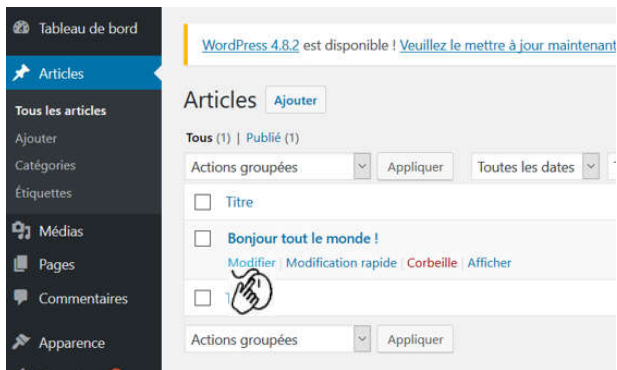 Tableau de bord
Articles
Tous les articles
Ajouter
Catégories
Étiquettes
Médias
Pages
Commentaires
Apparence
WordPress 4.8.2 est disponible ! Veuillez le mettre à jour maintenant
Articles Ajouter
Tous (1) | Publié (1)
Actions groupées Appliquer Toutes les dates
Titre
Bonjour tout le monde !
Modifier | Modification rapide | Corbeille | Afficher
Actions groupées Appliquer